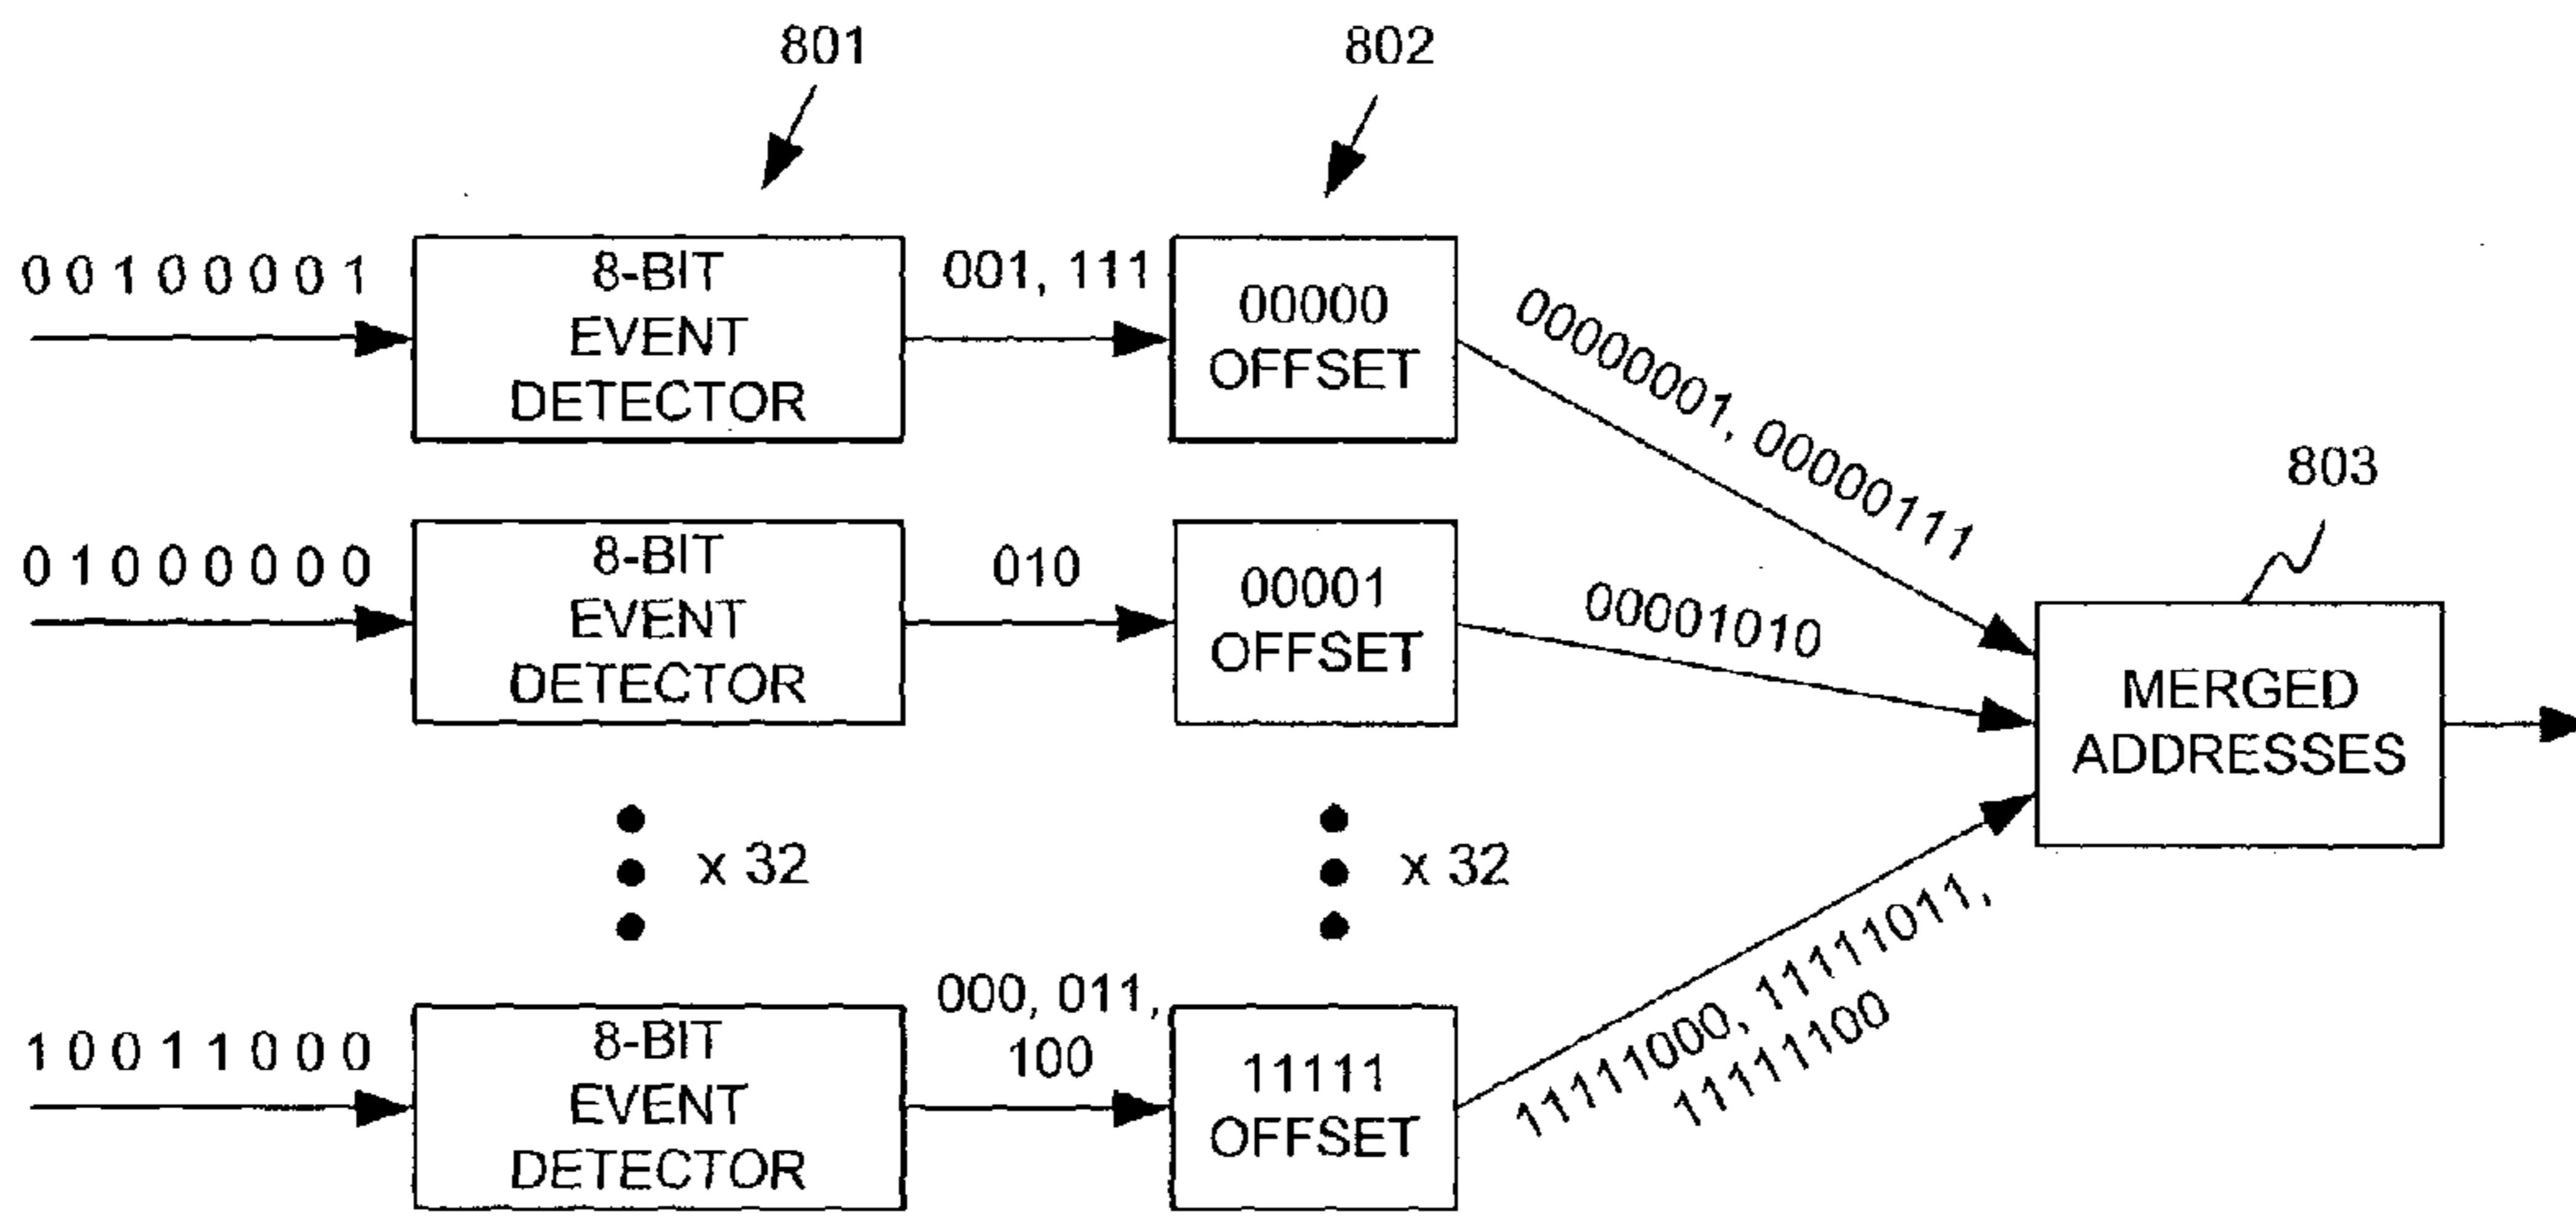 801
802
0 0 1 0 0 0 0 1
8-BIT
EVENT
DETECTOR
001, 111
00000
OFFSET
00000001, 00000111
803
0 1 0 0 0 0 0 0
8-BIT
EVENT
DETECTOR
010
00001
OFFSET
00001010
MERGED
ADDRESSES
x 32
x 32
1 0 0 1 1 0 0 0
8-BIT
EVENT
DETECTOR
000, 011,
100
11111
OFFSET
11111000, 11111011,
11111100